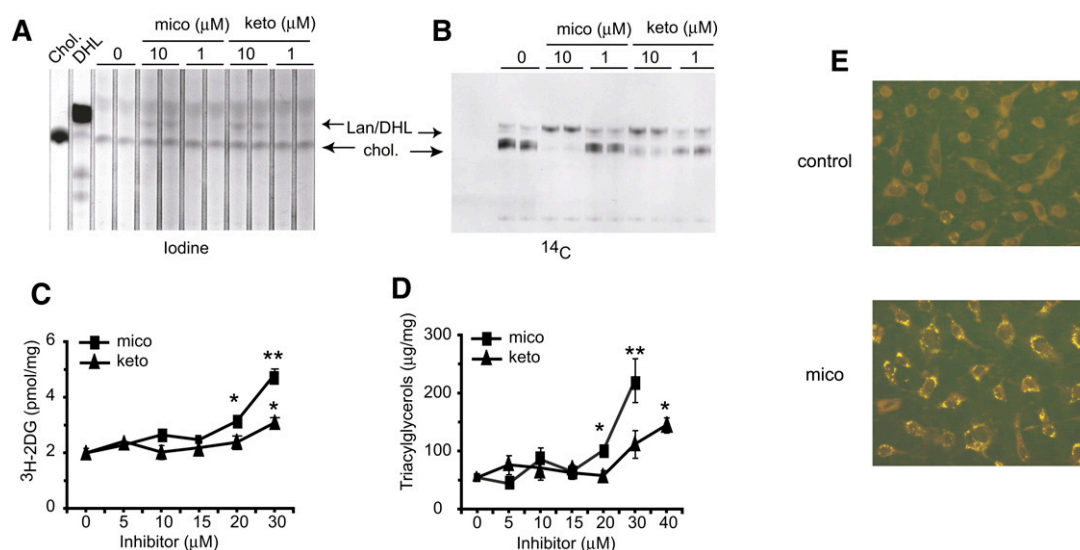 A
Chol.
DHL
mico (μM)
keto (μM)
0
10
1
10
1
Lan/DHL
chol.
Iodine
B
mico (μM)
keto (μM)
0
10
1
10
1
14C
C
mico
keto
3H-2DG (pmol/mg)
6
4
2
0
*
**
*
0 5 10 15 20 30
Inhibitor (μM)
D
mico
keto
Triacylglycerols (μg/mg)
300
200
100
0
*
**
*
0 5 10 15 20 30 40
Inhibitor (μM)
E
control
mico